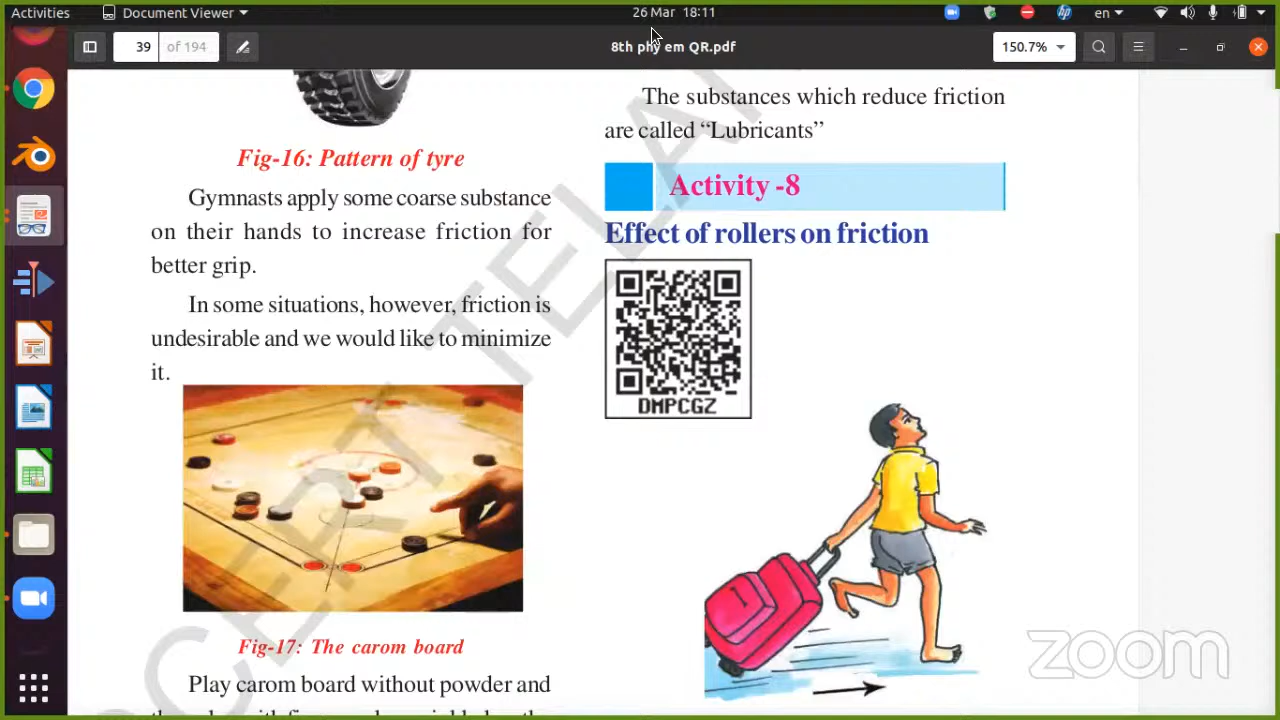 Activities
Document Viewer
26 Mar 18:11
en
39 of 194
8th phy em QR.pdf
150.7%
Fig-16: Pattern of tyre
Gymnasts apply some coarse substance
on their hands to increase friction for
better grip.
In some situations, however, friction is
undesirable and we would like to minimize
it.
Fig-17: The carom board
Play carom board without powder and
The substances which reduce friction
are called “Lubricants”
Activity -8
Effect of rollers on friction
DMPCGZ
SCERT TELA
zoom